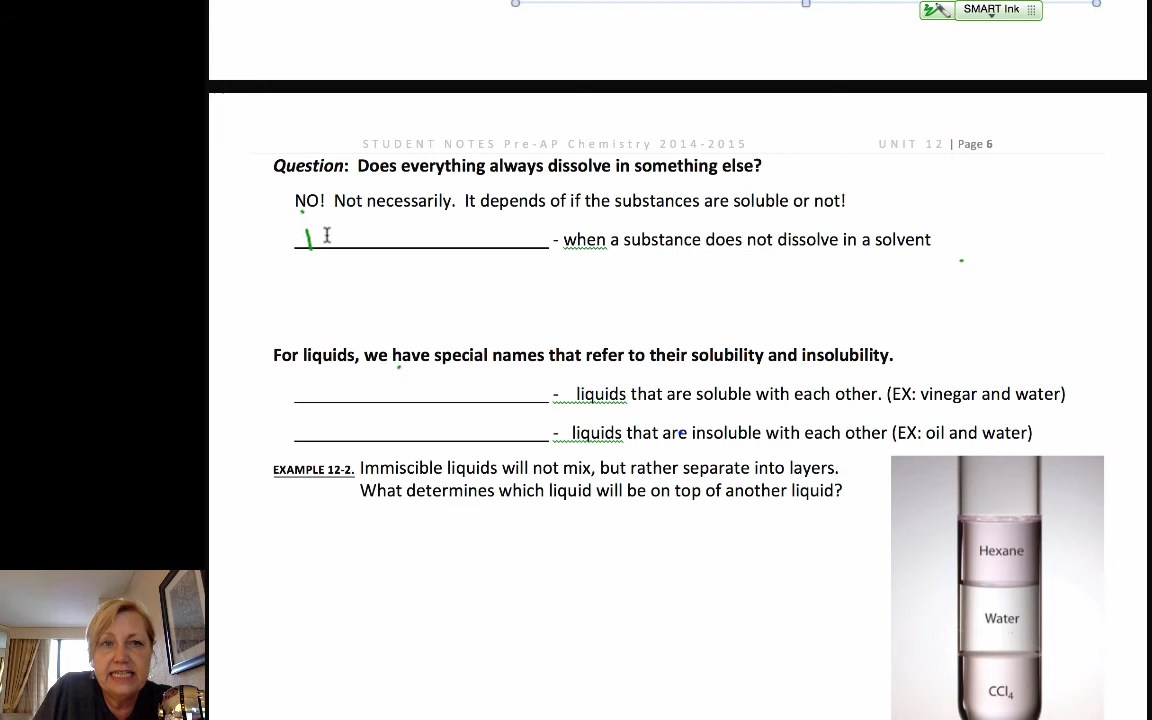 SMART Ink
STUDENT NOTES Pre-AP Chemistry 2014-2015 UNIT 12 | Page 6
Question: Does everything always dissolve in something else?
NO! Not necessarily. It depends of if the substances are soluble or not!
- when a substance does not dissolve in a solvent
For liquids, we have special names that refer to their solubility and insolubility.
- liquids that are soluble with each other. (EX: vinegar and water)
- liquids that are insoluble with each other (EX: oil and water)
EXAMPLE 12-2. Immiscible liquids will not mix, but rather separate into layers.
What determines which liquid will be on top of another liquid?
Hexane
Water
CCl₄